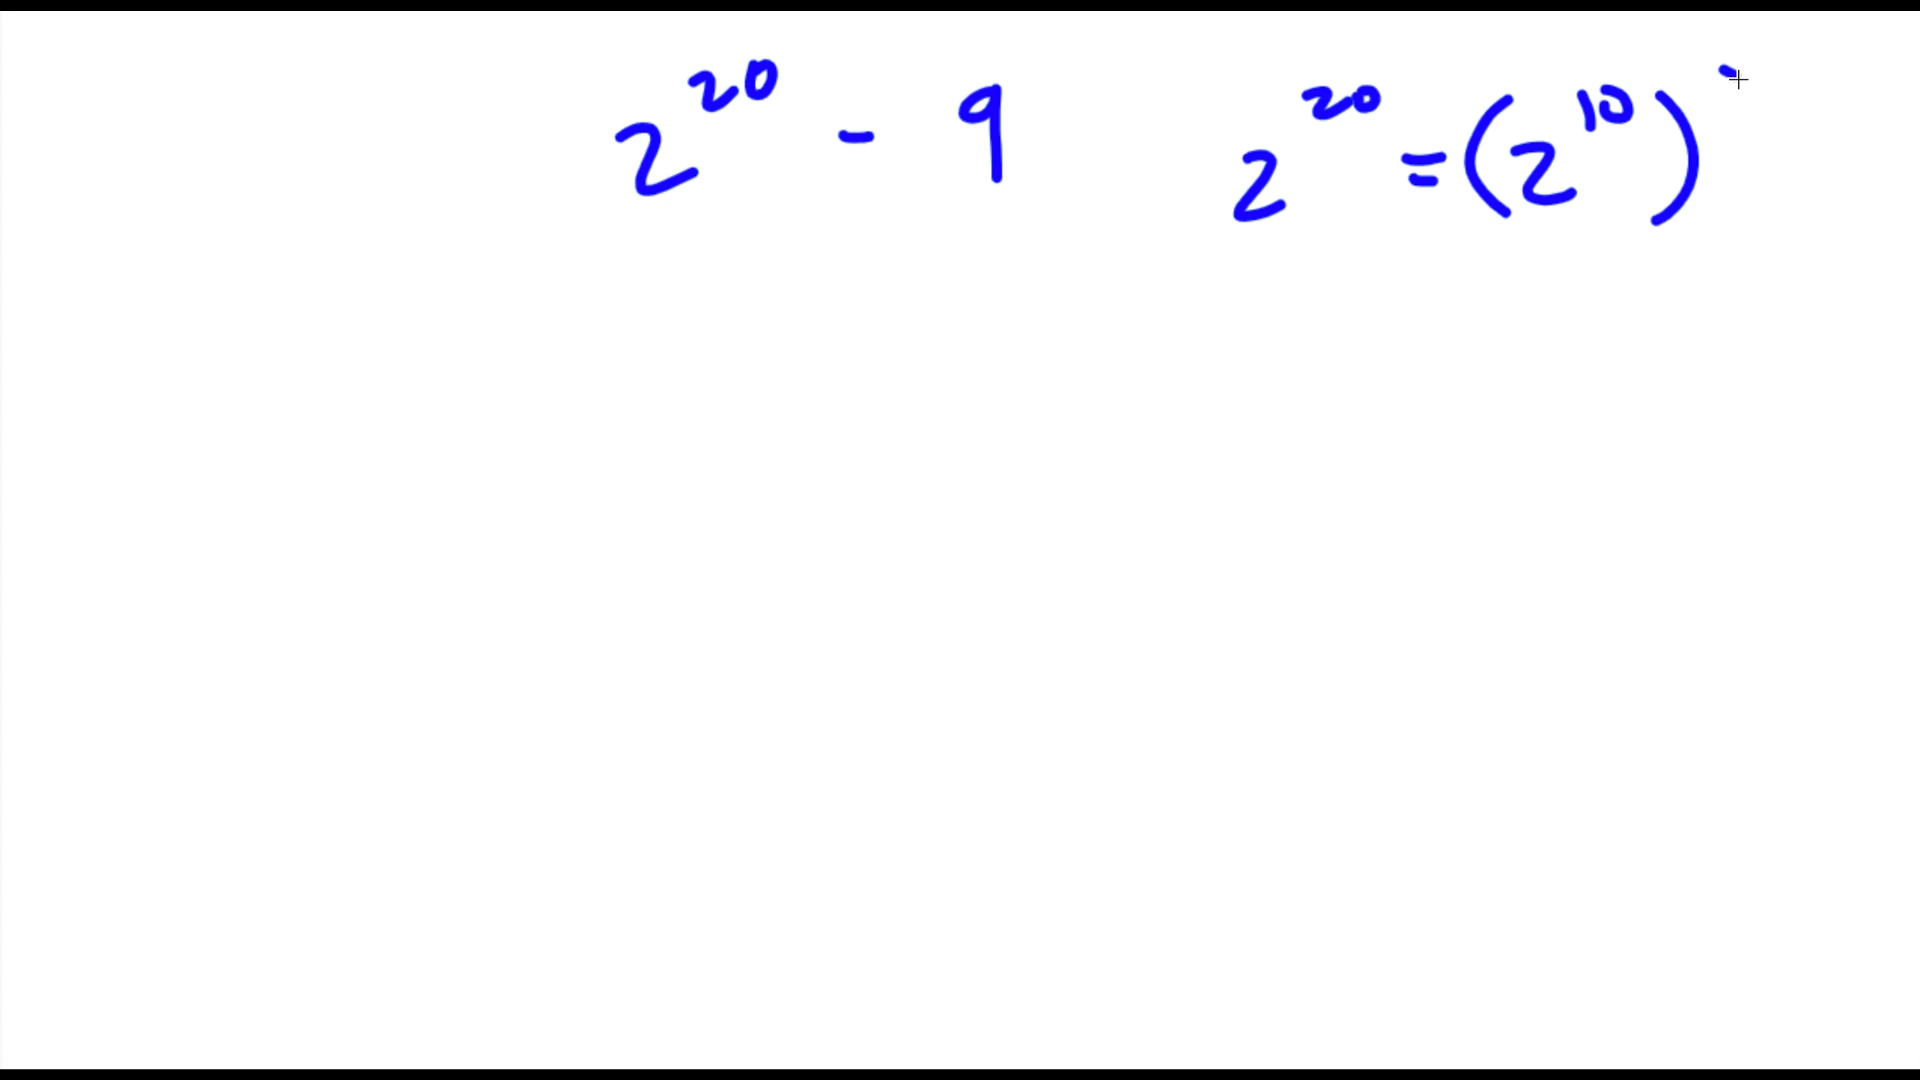 2^20 - 9
2^20 = (2^10)